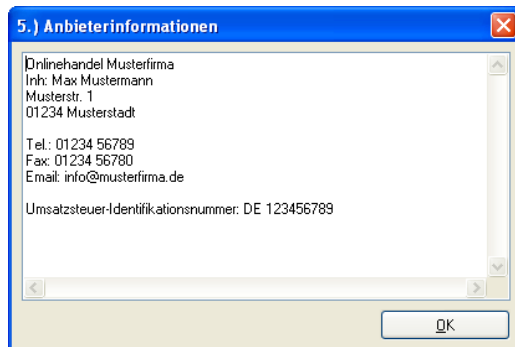 5.) Anbieterinformationen
Onlinehandel Musterfirma
Inh: Max Mustermann
Musterstr. 1
01234 Musterstadt
Tel.: 01234 56789
Fax: 01234 56780
Email: info@musterfirma.de
Umsatzsteuer-Identifikationsnummer: DE 123456789
OK